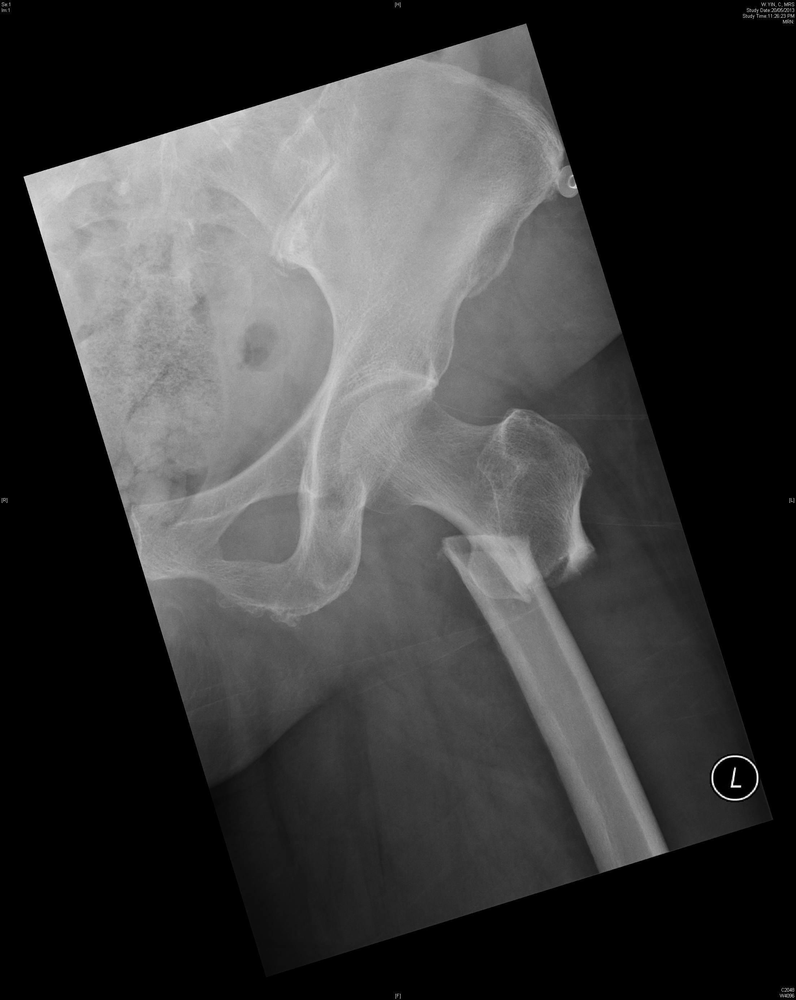 Se:1
Im:1
[H]
W.YIN, C, MRS
Study Date:20/05/2013
Study Time:11:26:23 PM
MRN:
[R]
[L]
L
[F]
C2048
W4096